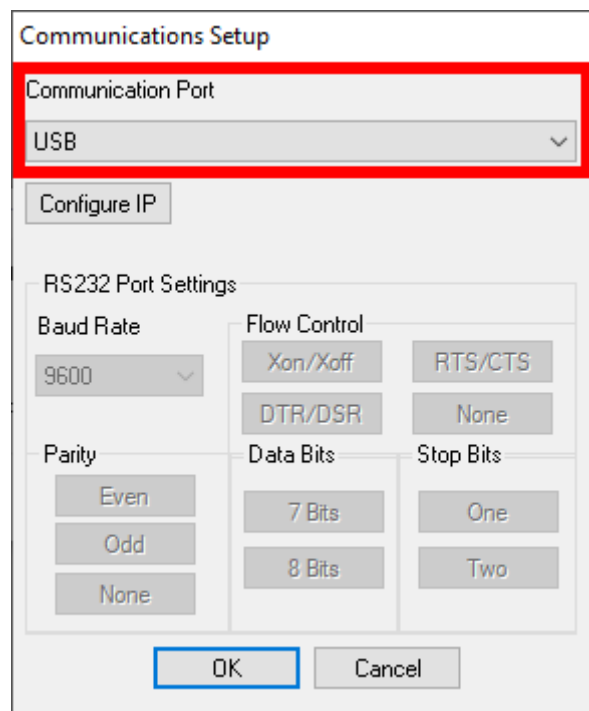 Communications Setup
Communication Port
USB
Configure IP
RS232 Port Settings
Baud Rate
9600
Flow Control
Xon/Xoff
RTS/CTS
DTR/DSR
None
Parity
Even
Odd
None
Data Bits
7 Bits
8 Bits
Stop Bits
One
Two
OK
Cancel